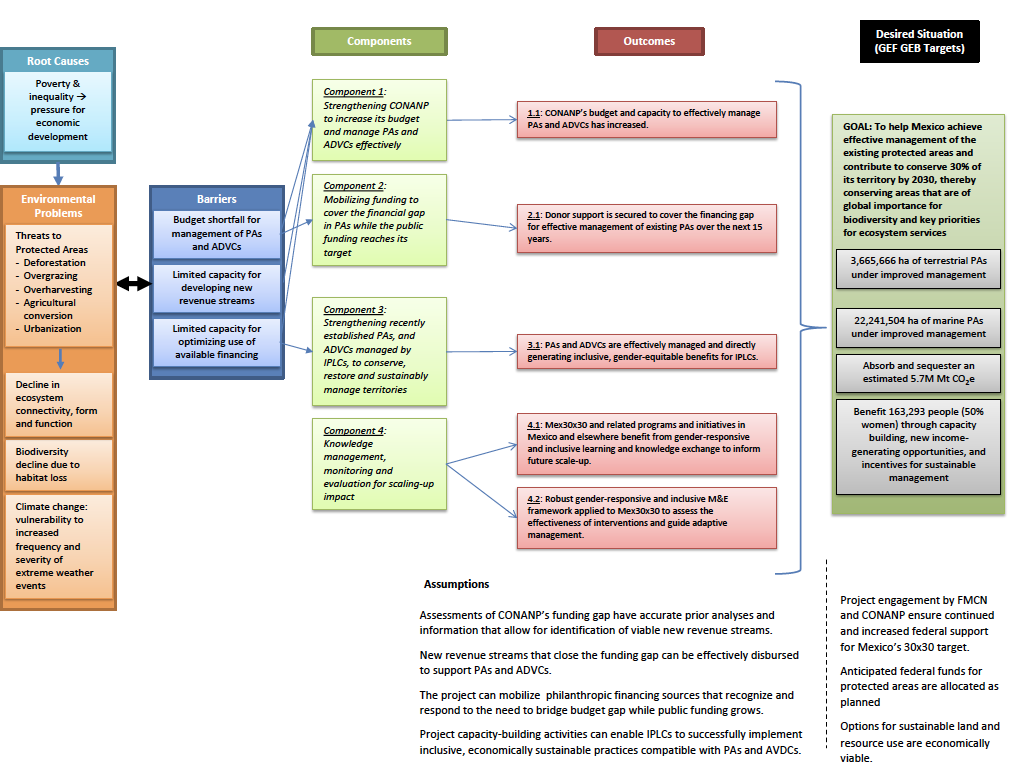 Root Causes
Poverty &
inequality →
pressure for
economic
development
Environmental
Problems
Threats to
Protected Areas
- Deforestation
- Overgrazing
- Overharvesting
- Agricultural
conversion
- Urbanization
Decline in
ecosystem
connectivity, form
and function
Biodiversity
decline due to
habitat loss
Climate change:
vulnerability to
increased
frequency and
severity of
extreme weather
events
Barriers
Budget shortfall for
management of PAs
and ADVCs
Limited capacity for
developing new
revenue streams
Limited capacity for
optimizing use of
available financing
Components
Component 1:
Strengthening CONANP
to increase its budget
and manage PAs and
ADVCs effectively
Component 2:
Mobilizing funding to
cover the financial gap
in PAs while the public
funding reaches its
target
Component 3:
Strengthening recently
established PAs, and
ADVCs managed by
IPLCs, to conserve,
restore and sustainably
manage territories
Component 4:
Knowledge
management,
monitoring and
evaluation for scaling-up
impact
Outcomes
1.1: CONANP's budget and capacity to effectively manage
PAs and ADVCs has increased.
2.1: Donor support is secured to cover the financing gap
for effective management of existing PAs over the next 15
years.
3.1: PAs and ADVCs are effectively managed and directly
generating inclusive, gender-equitable benefits for IPLCs.
4.1: Mex30x30 and related programs and initiatives in
Mexico and elsewhere benefit from gender-responsive
and inclusive learning and knowledge exchange to inform
future scale-up.
4.2: Robust gender-responsive and inclusive M&E
framework applied to Mex30x30 to assess the
effectiveness of interventions and guide adaptive
management.
Desired Situation
(GEF GEB Targets)
GOAL: To help Mexico achieve
effective management of the
existing protected areas and
contribute to conserve 30% of
its territory by 2030, thereby
conserving areas that are of
global importance for
biodiversity and key priorities
for ecosystem services
3,665,666 ha of terrestrial PAs
under improved management
22,241,504 ha of marine PAs
under improved management
Absorb and sequester an
estimated 5.7M Mt CO2e
Benefit 163,293 people (50%
women) through capacity
building, new income-
generating opportunities, and
incentives for sustainable
management
Assumptions
Assessments of CONANP's funding gap have accurate prior analyses and
information that allow for identification of viable new revenue streams.
New revenue streams that close the funding gap can be effectively disbursed
to support PAs and ADVCs.
The project can mobilize philanthropic financing sources that recognize and
respond to the need to bridge budget gap while public funding grows.
Project capacity-building activities can enable IPLCs to successfully implement
inclusive, economically sustainable practices compatible with PAs and AVDCs.
Project engagement by FMCN
and CONANP ensure continued
and increased federal support
for Mexico's 30x30 target.
Anticipated federal funds for
protected areas are allocated as
planned
Options for sustainable land and
resource use are economically
viable.